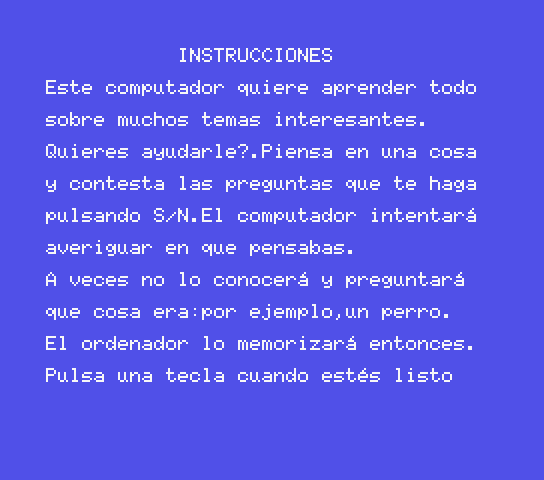 INSTRUCCIONES
Este computador quiere aprender todo
sobre muchos temas interesantes.
Quieres ayudarle?.Piensa en una cosa
y contesta las preguntas que te haga
pulsando S/N.El computador intentará
averiguar en que pensabas.
A veces no lo conocerá y preguntará
que cosa era:por ejemplo,un perro.
El ordenador lo memorizará entonces.
Pulsa una tecla cuando estés listo